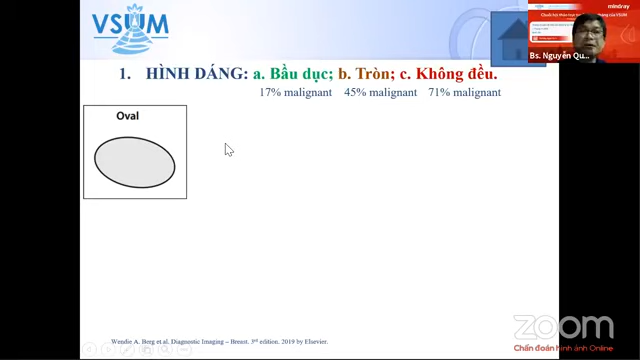 VSUM
mindray
Bs. Nguyễn Qu...
1. HÌNH DÁNG: a. Bầu dục; b. Tròn; c. Không đều.
17% malignant 45% malignant 71% malignant
Oval
Wendie A. Berg et al. Diagnostic Imaging – Breast. 3rd edition. 2019 by Elsevier.
zoom
Chẩn đoán hình ảnh Online